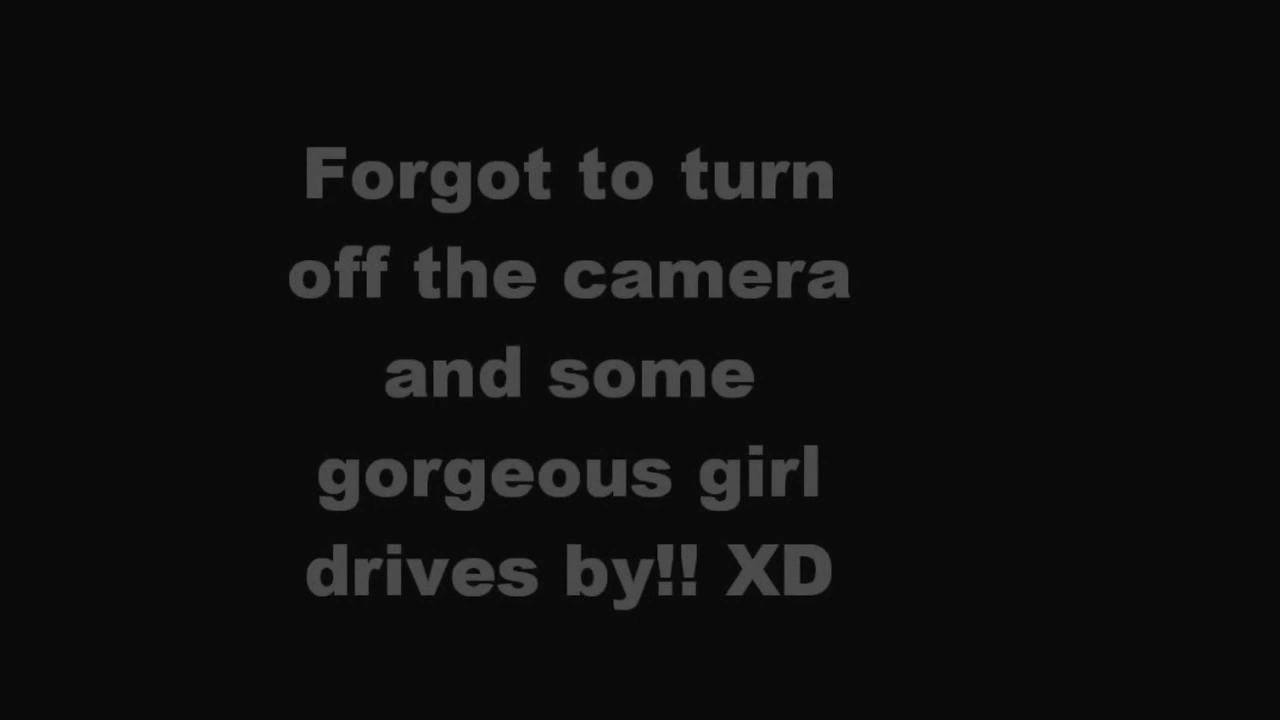 Forgot to turn
off the camera
and some
gorgeous girl
drives by!! XD